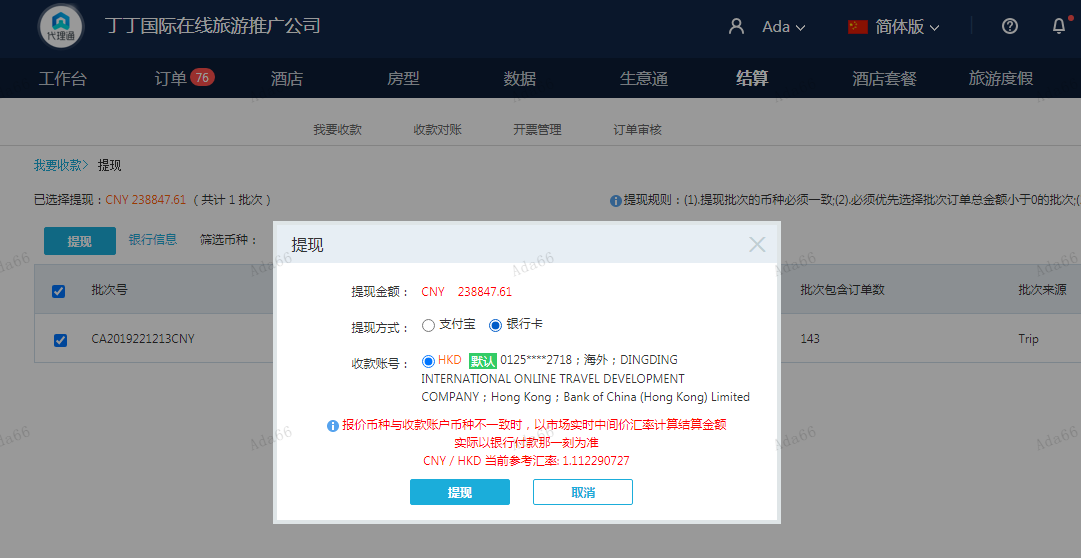 代理通
丁丁国际在线旅游推广公司
Ada
简体版
工作台
订单 76
酒店
房型
数据
生意通
结算
酒店套餐
旅游度假
我要收款
收款对账
开票管理
订单审核
我要收款> 提现
已选择提现：CNY 238847.61 （ 共计 1 批次 ）
提现规则：(1).提现批次的币种必须一致;(2).必须优先选择批次订单总金额小于0的批次;(
提现
银行信息
筛选币种：
批次号
批次包含订单数
批次来源
CA2019221213CNY
143
Trip
提现
提现金额： CNY 238847.61
提现方式： 支付宝 银行卡
收款账号： HKD 默认 0125****2718；海外；DINGDING
INTERNATIONAL ONLINE TRAVEL DEVELOPMENT
COMPANY；Hong Kong；Bank of China (Hong Kong) Limited
报价币种与收款账户币种不一致时，以市场实时中间价汇率计算结算金额
实际以银行付款那一刻为准
CNY / HKD 当前参考汇率: 1.112290727
提现
取消
Ada66
Ada66
Ada66
Ada66
Ada66
Ada66
Ada66